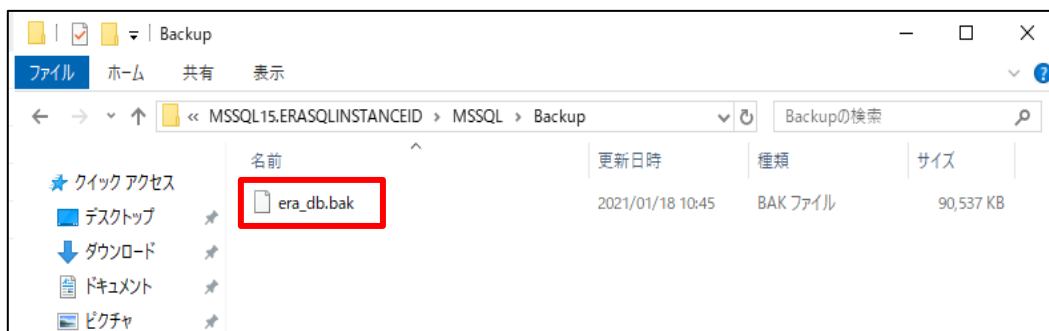 Backup
ファイル ホーム 共有 表示
« MSSQL15.ERASQLINSTANCEID > MSSQL > Backup Backupの検索
名前 更新日時 種類 サイズ
クイック アクセス
era_db.bak 2021/01/18 10:45 BAK ファイル 90,537 KB
デスクトップ
ダウンロード
ドキュメント
ピクチャ